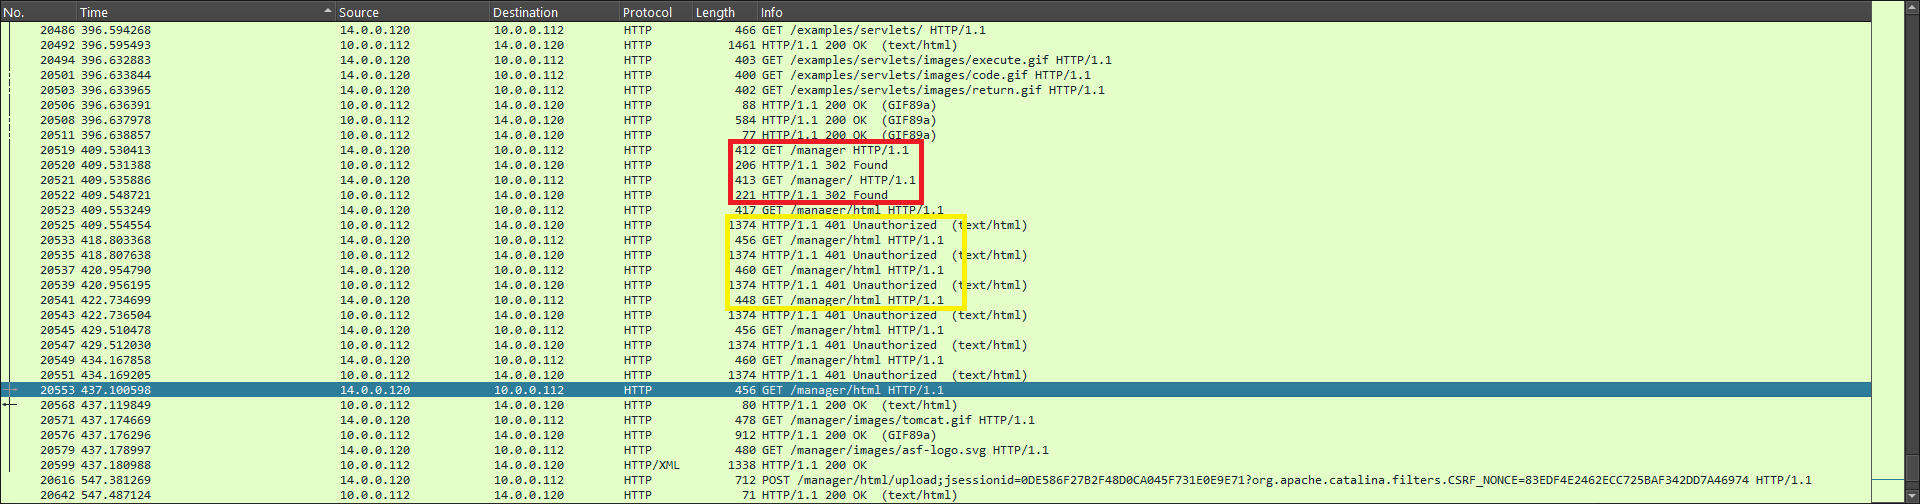 No. Time Source Destination Protocol Length Info
20486 396.594268 14.0.0.120 10.0.0.112 HTTP 466 GET /examples/servlets/ HTTP/1.1
20492 396.595493 10.0.0.112 14.0.0.120 HTTP 1461 HTTP/1.1 200 OK (text/html)
20494 396.632883 14.0.0.120 10.0.0.112 HTTP 403 GET /examples/servlets/images/execute.gif HTTP/1.1
20501 396.633844 14.0.0.120 10.0.0.112 HTTP 400 GET /examples/servlets/images/code.gif HTTP/1.1
20503 396.633965 14.0.0.120 10.0.0.112 HTTP 402 GET /examples/servlets/images/return.gif HTTP/1.1
20506 396.636391 10.0.0.112 14.0.0.120 HTTP 88 HTTP/1.1 200 OK (GIF89a)
20508 396.637978 10.0.0.112 14.0.0.120 HTTP 584 HTTP/1.1 200 OK (GIF89a)
20511 396.638857 10.0.0.112 14.0.0.120 HTTP 77 HTTP/1.1 200 OK (GIF89a)
20519 409.530413 14.0.0.120 10.0.0.112 HTTP 412 GET /manager HTTP/1.1
20520 409.531388 10.0.0.112 14.0.0.120 HTTP 206 HTTP/1.1 302 Found
20521 409.535886 14.0.0.120 10.0.0.112 HTTP 413 GET /manager/ HTTP/1.1
20522 409.548721 10.0.0.112 14.0.0.120 HTTP 221 HTTP/1.1 302 Found
20523 409.553249 14.0.0.120 10.0.0.112 HTTP 417 GET /manager/html HTTP/1.1
20525 409.554554 10.0.0.112 14.0.0.120 HTTP 1374 HTTP/1.1 401 Unauthorized (text/html)
20533 418.803368 14.0.0.120 10.0.0.112 HTTP 456 GET /manager/html HTTP/1.1
20535 418.807638 10.0.0.112 14.0.0.120 HTTP 1374 HTTP/1.1 401 Unauthorized (text/html)
20537 420.954790 14.0.0.120 10.0.0.112 HTTP 460 GET /manager/html HTTP/1.1
20539 420.956195 10.0.0.112 14.0.0.120 HTTP 1374 HTTP/1.1 401 Unauthorized (text/html)
20541 422.734699 14.0.0.120 10.0.0.112 HTTP 448 GET /manager/html HTTP/1.1
20543 422.736504 10.0.0.112 14.0.0.120 HTTP 1374 HTTP/1.1 401 Unauthorized (text/html)
20545 429.510478 14.0.0.120 10.0.0.112 HTTP 456 GET /manager/html HTTP/1.1
20547 429.512030 10.0.0.112 14.0.0.120 HTTP 1374 HTTP/1.1 401 Unauthorized (text/html)
20549 434.167858 14.0.0.120 10.0.0.112 HTTP 460 GET /manager/html HTTP/1.1
20551 434.169205 10.0.0.112 14.0.0.120 HTTP 1374 HTTP/1.1 401 Unauthorized (text/html)
20553 437.100598 14.0.0.120 10.0.0.112 HTTP 456 GET /manager/html HTTP/1.1
20568 437.119849 10.0.0.112 14.0.0.120 HTTP 80 HTTP/1.1 200 OK (text/html)
20571 437.174669 14.0.0.120 10.0.0.112 HTTP 478 GET /manager/images/tomcat.gif HTTP/1.1
20576 437.176296 10.0.0.112 14.0.0.120 HTTP 912 HTTP/1.1 200 OK (GIF89a)
20579 437.178997 14.0.0.120 10.0.0.112 HTTP 480 GET /manager/images/asf-logo.svg HTTP/1.1
20599 437.180988 10.0.0.112 14.0.0.120 HTTP/XML 1338 HTTP/1.1 200 OK
20616 547.381269 14.0.0.120 10.0.0.112 HTTP 712 POST /manager/html/upload;jsessionid=0DE586F27B2F48D0CA045F731E0E9E71?org.apache.catalina.filters.CSRF_NONCE=83EDF4E2462ECC725BAF342DD7A46974 HTTP/1.1
20642 547.487124 10.0.0.112 14.0.0.120 HTTP 71 HTTP/1.1 200 OK (text/html)